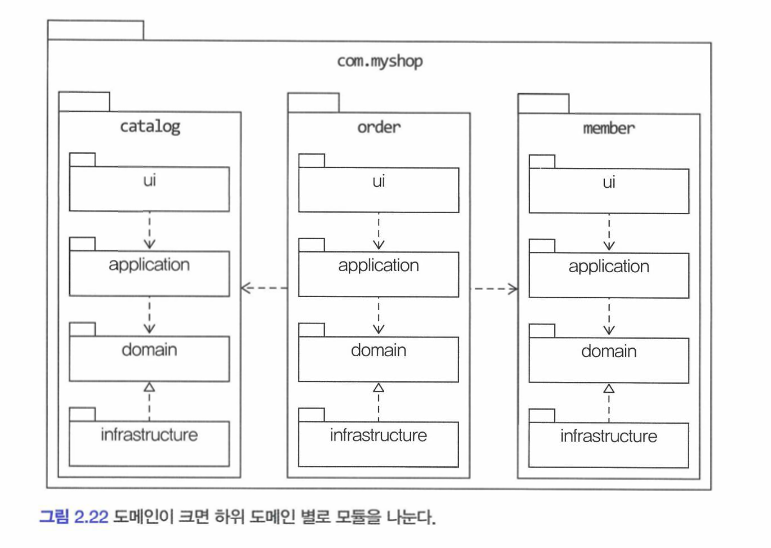 com.myshop
catalog
ui
application
domain
infrastructure
order
ui
application
domain
infrastructure
member
ui
application
domain
infrastructure
그림 2.22 도메인이 크면 하위 도메인 별로 모듈을 나눈다.